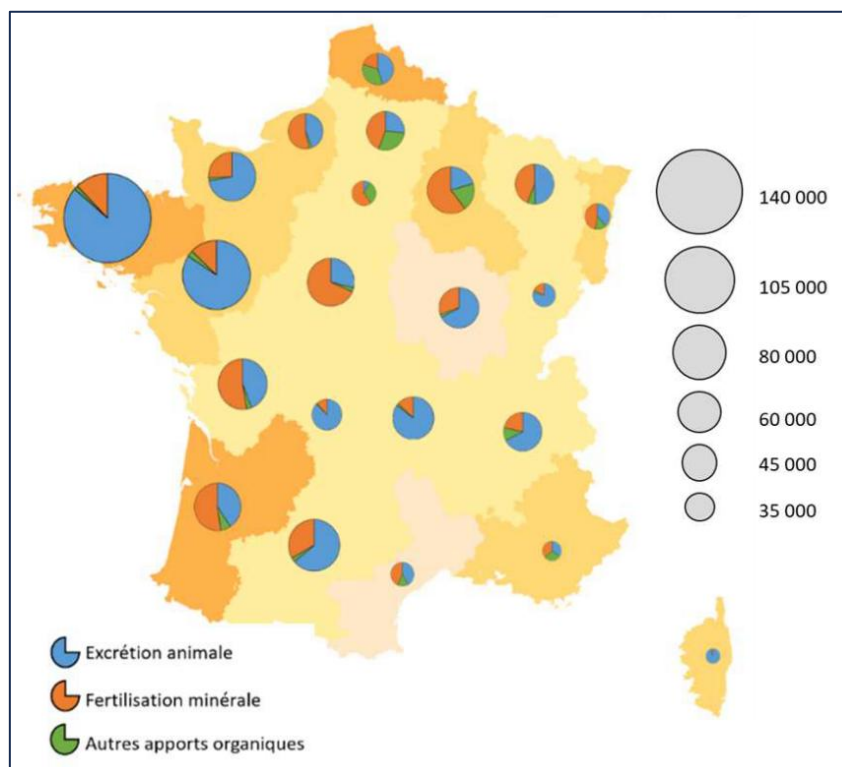 140 000
105 000
80 000
60 000
45 000
35 000
Excrétion animale
Fertilisation minérale
Autres apports organiques